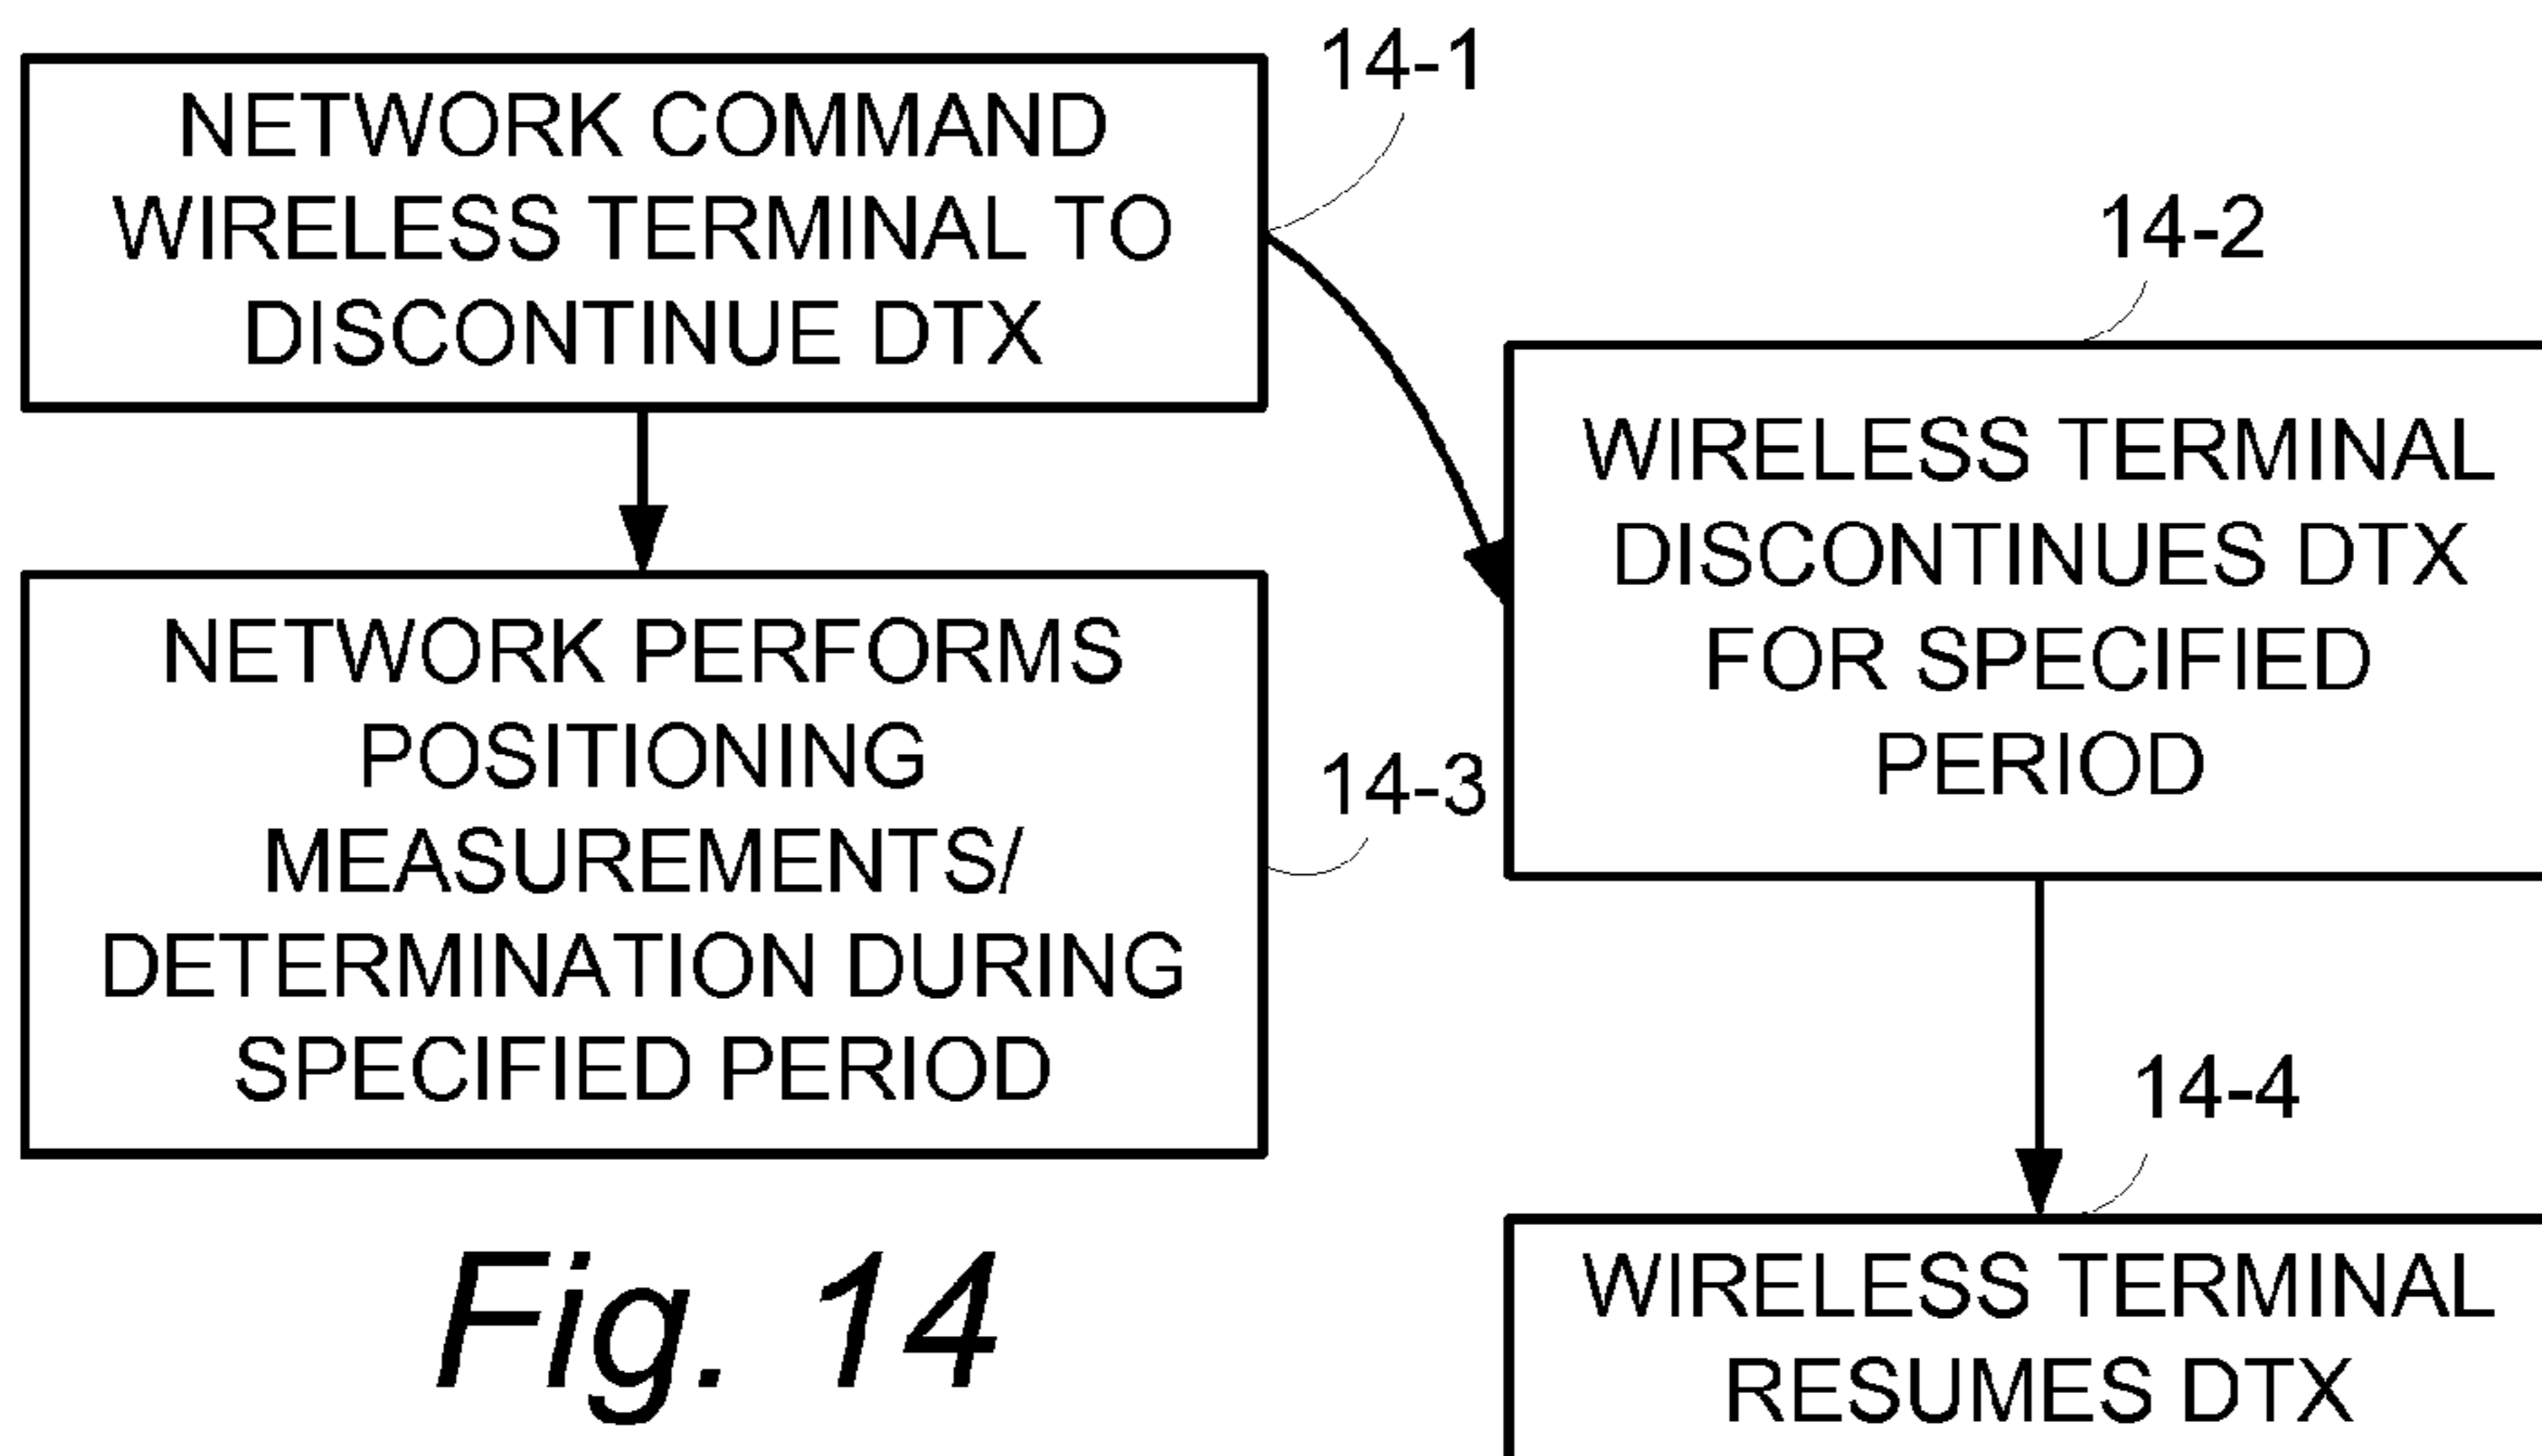 14-1
NETWORK COMMAND
WIRELESS TERMINAL TO
DISCONTINUE DTX
14-2
WIRELESS TERMINAL
DISCONTINUES DTX
FOR SPECIFIED
PERIOD
NETWORK PERFORMS
POSITIONING
MEASUREMENTS/
DETERMINATION DURING
SPECIFIED PERIOD
14-3
14-4
WIRELESS TERMINAL
RESUMES DTX
Fig. 14